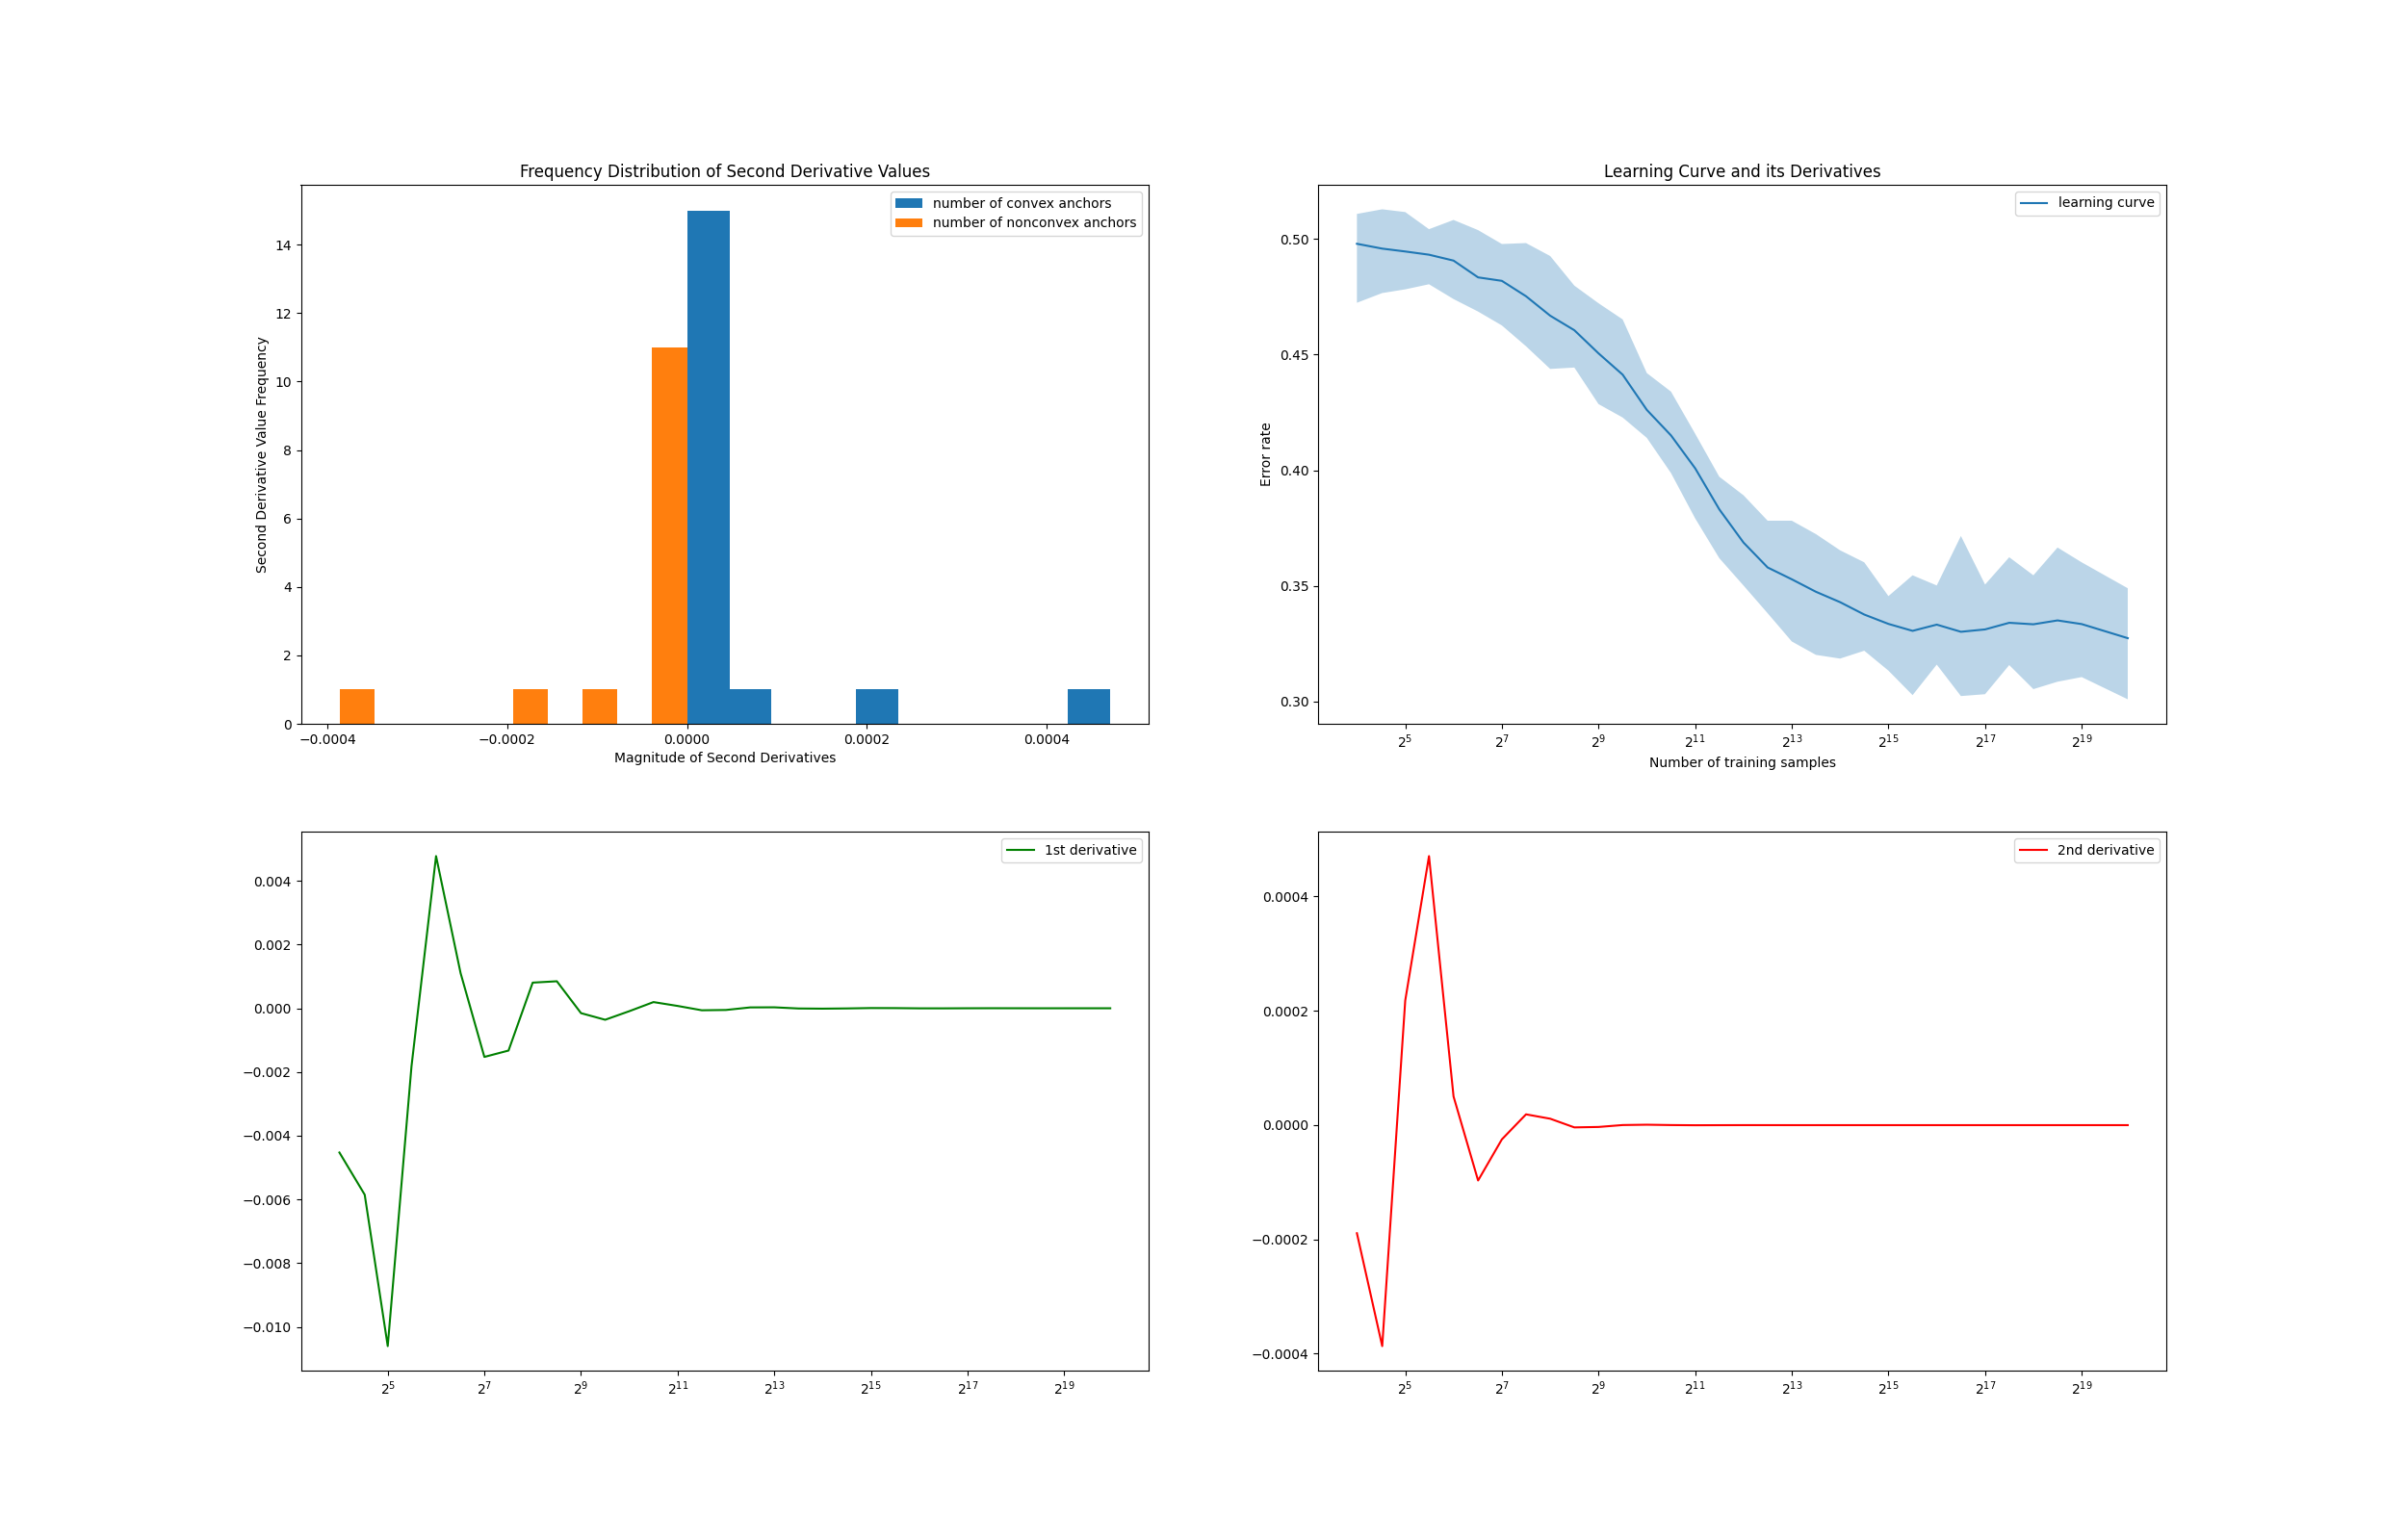 Frequency Distribution of Second Derivative Values
number of convex anchors
number of nonconvex anchors
14
12
10
8
6
4
2
0
Second Derivative Value Frequency
−0.0004 −0.0002 0.0000 0.0002 0.0004
Magnitude of Second Derivatives
Learning Curve and its Derivatives
learning curve
0.50
0.45
0.40
0.35
0.30
Error rate
2^5 2^7 2^9 2^11 2^13 2^15 2^17 2^19
Number of training samples
1st derivative
0.004
0.002
0.000
−0.002
−0.004
−0.006
−0.008
−0.010
2^5 2^7 2^9 2^11 2^13 2^15 2^17 2^19
2nd derivative
0.0004
0.0002
0.0000
−0.0002
−0.0004
2^5 2^7 2^9 2^11 2^13 2^15 2^17 2^19